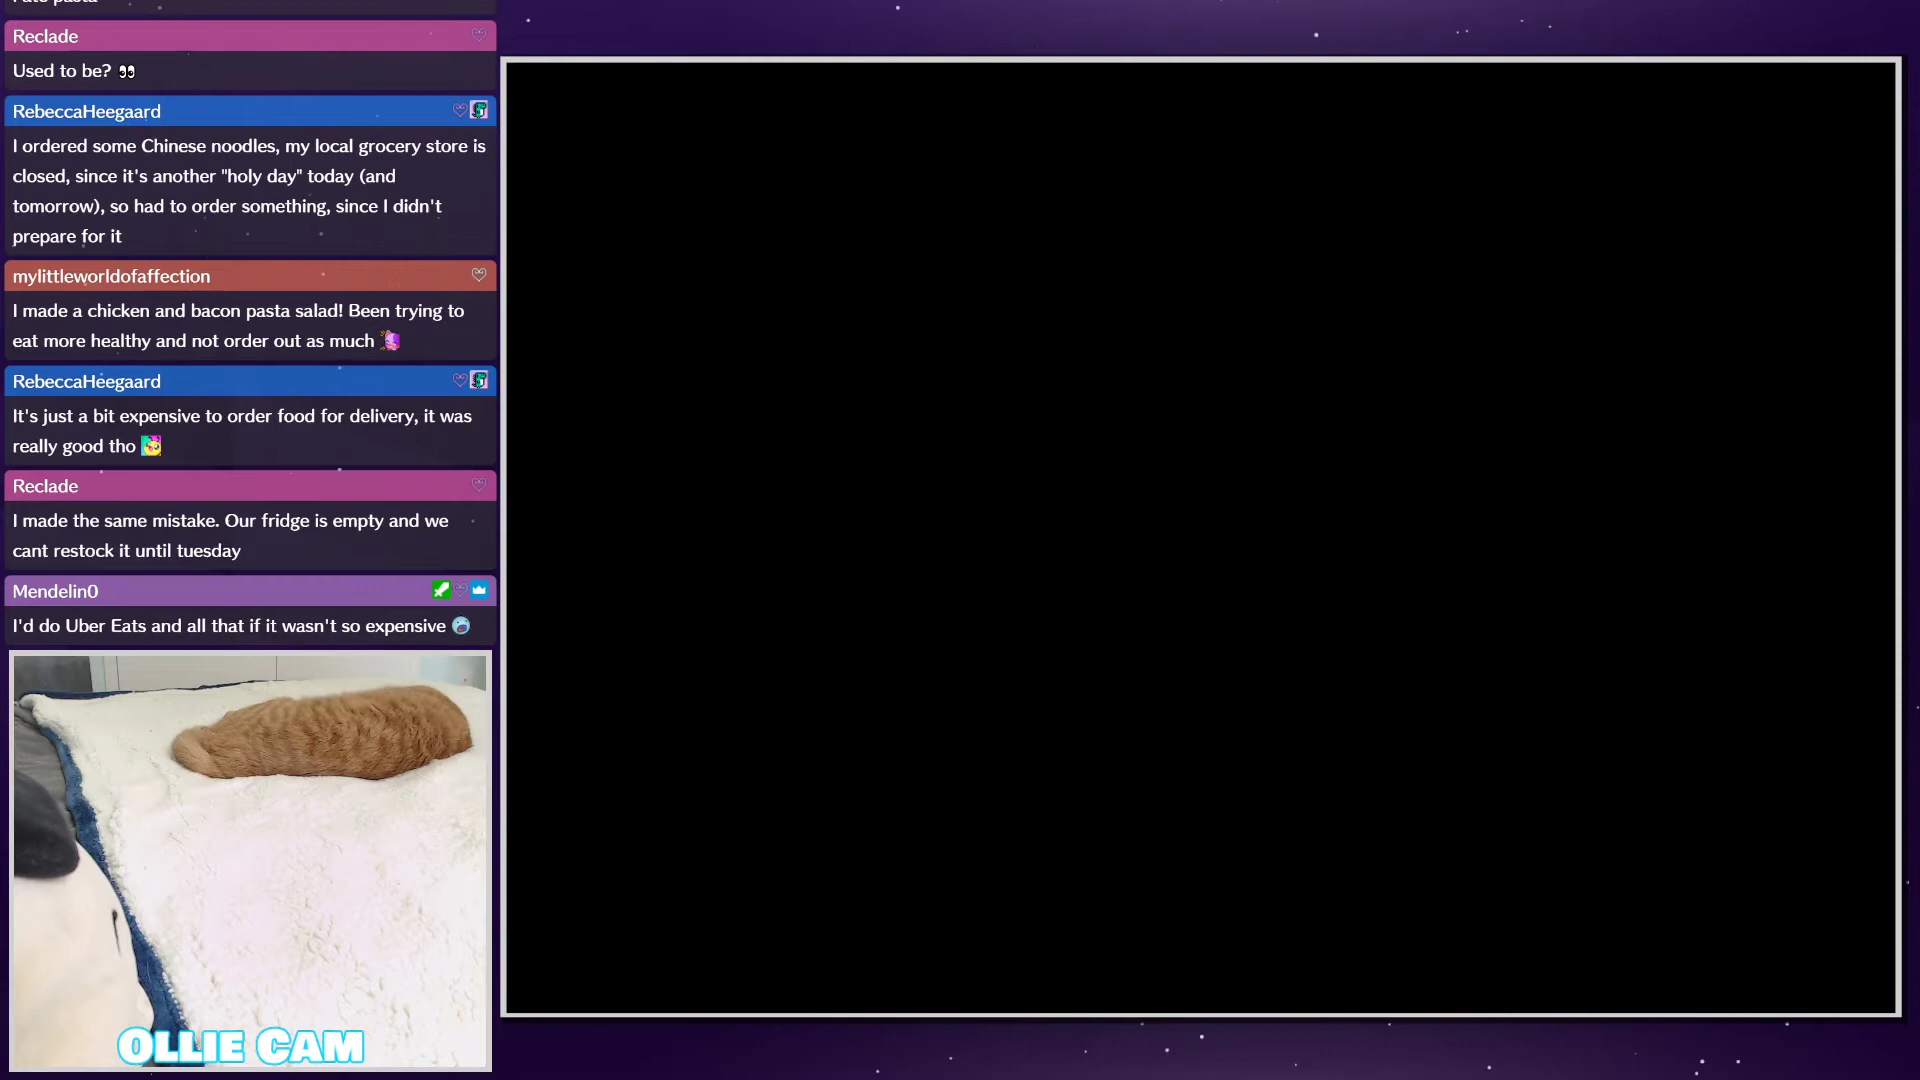 Reclade
Used to be? 👀
RebeccaHeegaard
I ordered some Chinese noodles, my local grocery store is
closed, since it's another "holy day" today (and
tomorrow), so had to order something, since I didn't
prepare for it
mylittleworldofaffection
I made a chicken and bacon pasta salad! Been trying to
eat more healthy and not order out as much
RebeccaHeegaard
It's just a bit expensive to order food for delivery, it was
really good tho
Reclade
I made the same mistake. Our fridge is empty and we
cant restock it until tuesday
Mendelin0
I'd do Uber Eats and all that if it wasn't so expensive
OLLIE CAM